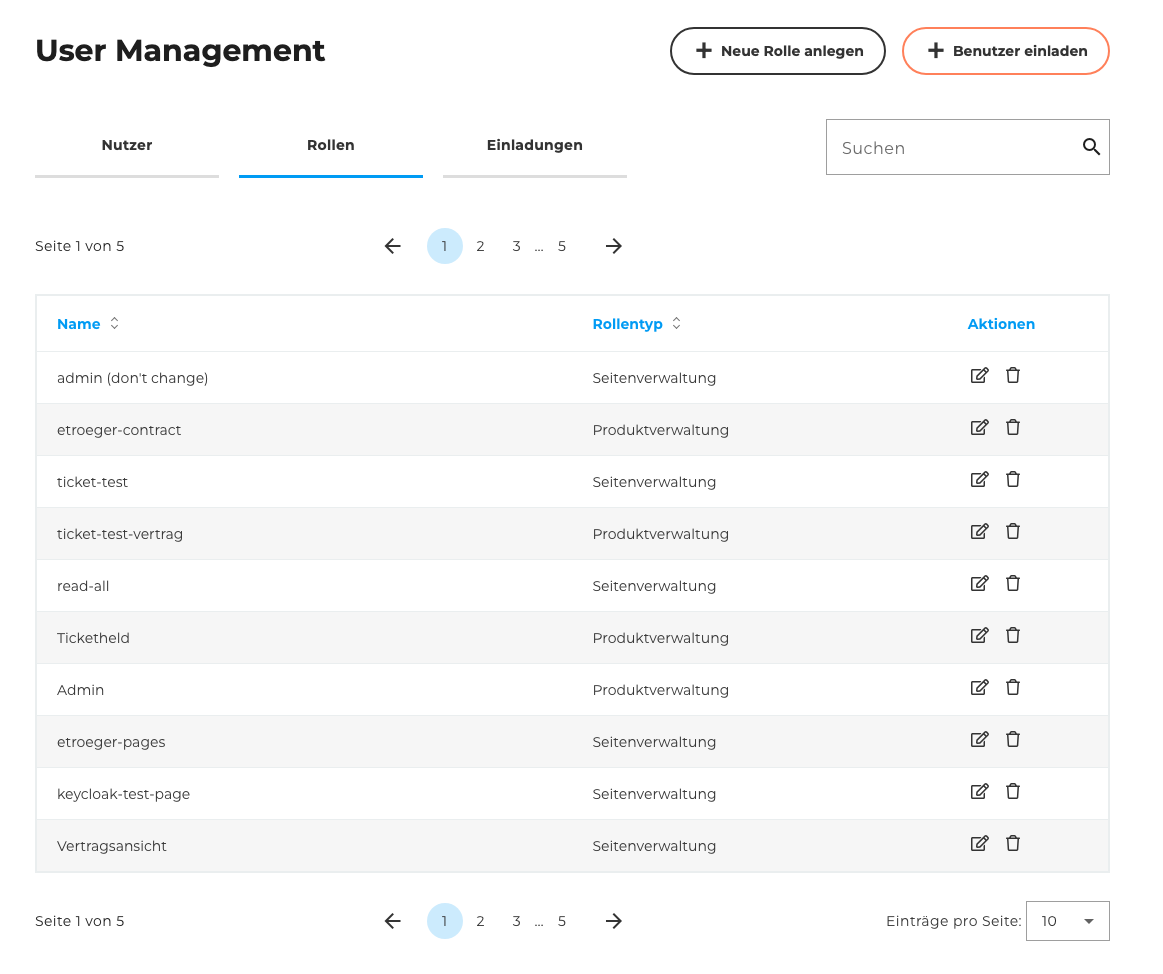 User Management
Neue Rolle anlegen
Benutzer einladen
Nutzer
Rollen
Einladungen
Suchen
Seite 1 von 5
1 2 3 ... 5
Name Rollentyp Aktionen
admin (don't change) Seitenverwaltung
etroeger-contract Produktverwaltung
ticket-test Seitenverwaltung
ticket-test-vertrag Produktverwaltung
read-all Seitenverwaltung
Ticketheld Produktverwaltung
Admin Produktverwaltung
etroeger-pages Seitenverwaltung
keycloak-test-page Seitenverwaltung
Vertragsansicht Seitenverwaltung
Seite 1 von 5
1 2 3 ... 5
Einträge pro Seite: 10